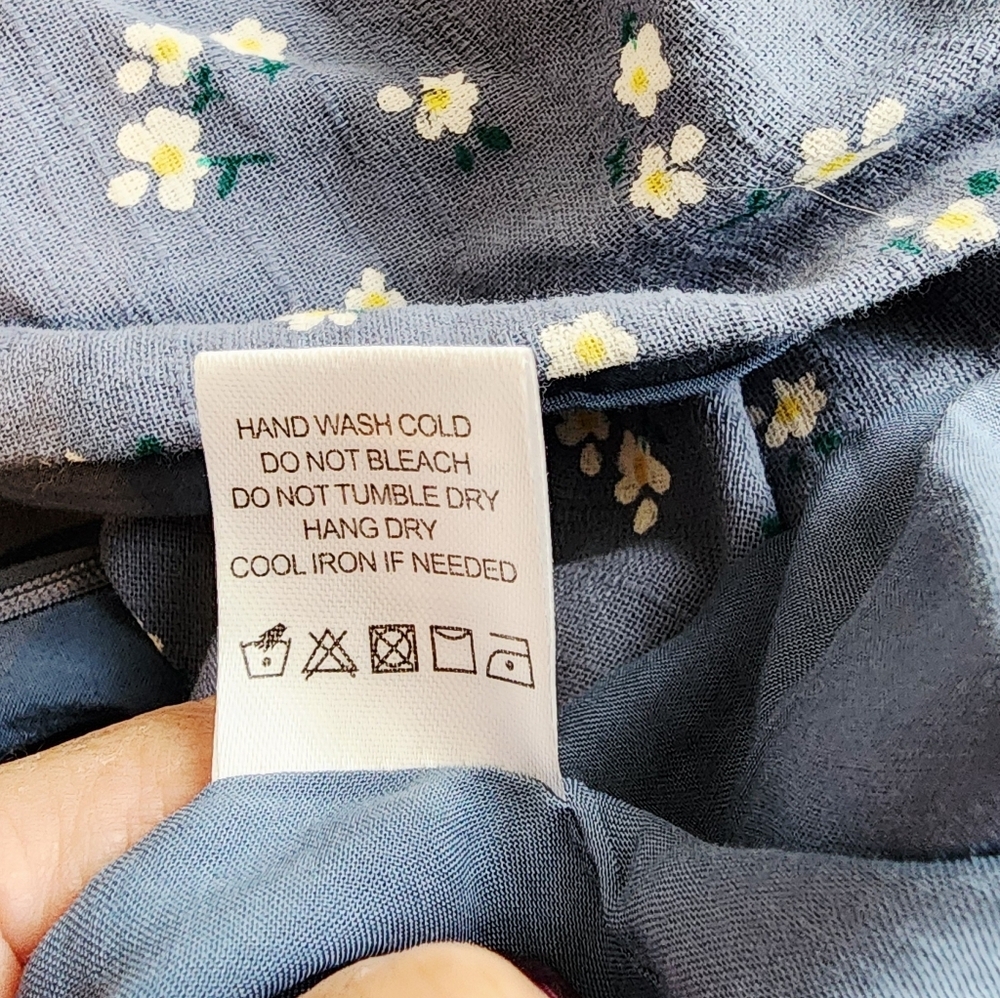 HAND WASH COLD
DO NOT BLEACH
DO NOT TUMBLE DRY
HANG DRY
COOL IRON IF NEEDED